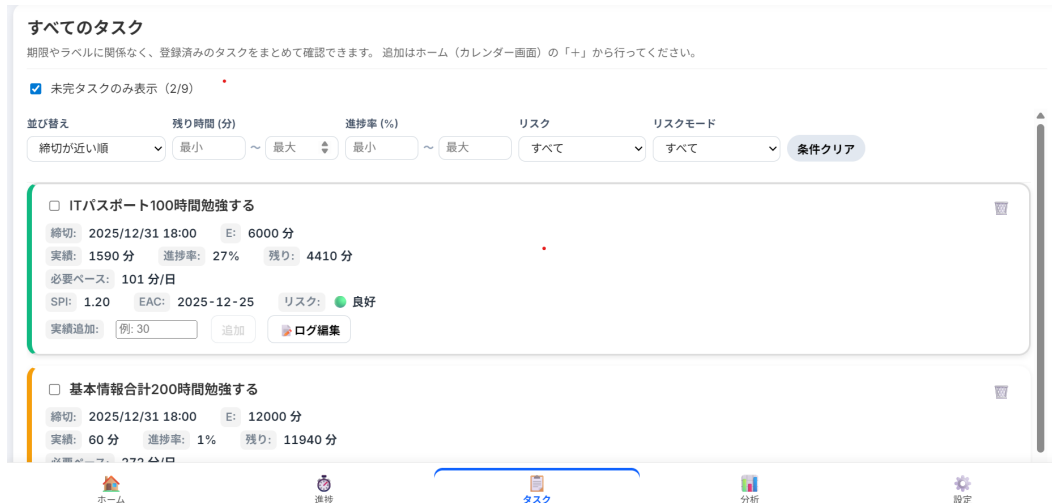 すべてのタスク
期限やラベルに関係なく、登録済みのタスクをまとめて確認できます。 追加はホーム（カレンダー画面）の「+」から行ってください。
未完タスクのみ表示（2/9）
並び替え 残り時間 (分) 進捗率 (%) リスク リスクモード
締切が近い順 最小 ～ 最大 最小 ～ 最大 すべて すべて 条件クリア
ITパスポート100時間勉強する
締切: 2025/12/31 18:00 E: 6000 分
実績: 1590 分 進捗率: 27% 残り: 4410 分
必要ペース: 101 分/日
SPI: 1.20 EAC: 2025-12-25 リスク: 良好
実績追加: 例: 30 追加 ログ編集
基本情報合計200時間勉強する
締切: 2025/12/31 18:00 E: 12000 分
実績: 60 分 進捗率: 1% 残り: 11940 分
必要ペース: 273 分/日
ホーム 進捗 タスク 分析 設定